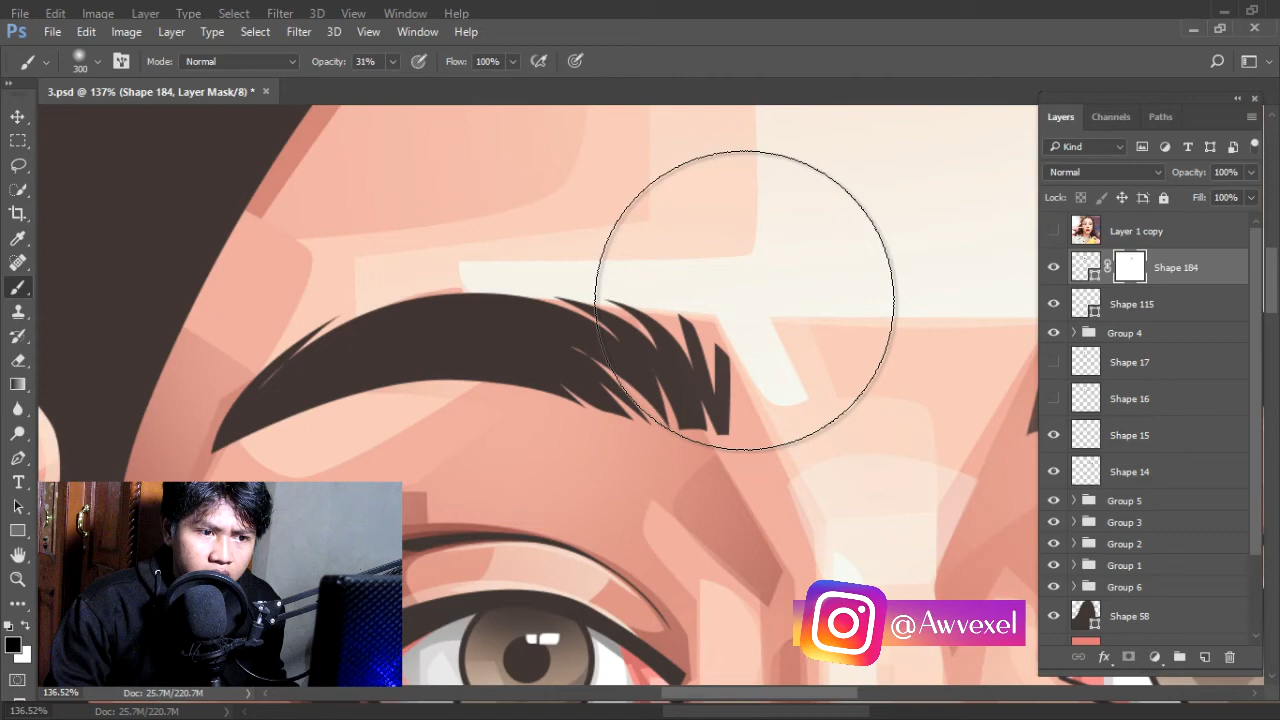 File Edit Image Layer Type Select Filter 3D View Window Help
Ps File Edit Image Layer Type Select Filter 3D View Window Help
300 Mode: Normal Opacity: 31% Flow: 100%
3.psd @ 137% (Shape 184, Layer Mask/8) *
Layers Channels Paths
Kind
Normal Opacity: 100%
Lock: Fill: 100%
Layer 1 copy
Shape 184
Shape 115
Group 4
Shape 17
Shape 16
Shape 15
Shape 14
Group 5
Group 3
Group 2
Group 1
Group 6
Shape 58
fx
@Awvexel
136.52% Doc: 25.7M/220.7M
136.52% Doc: 25.7M/220.7M